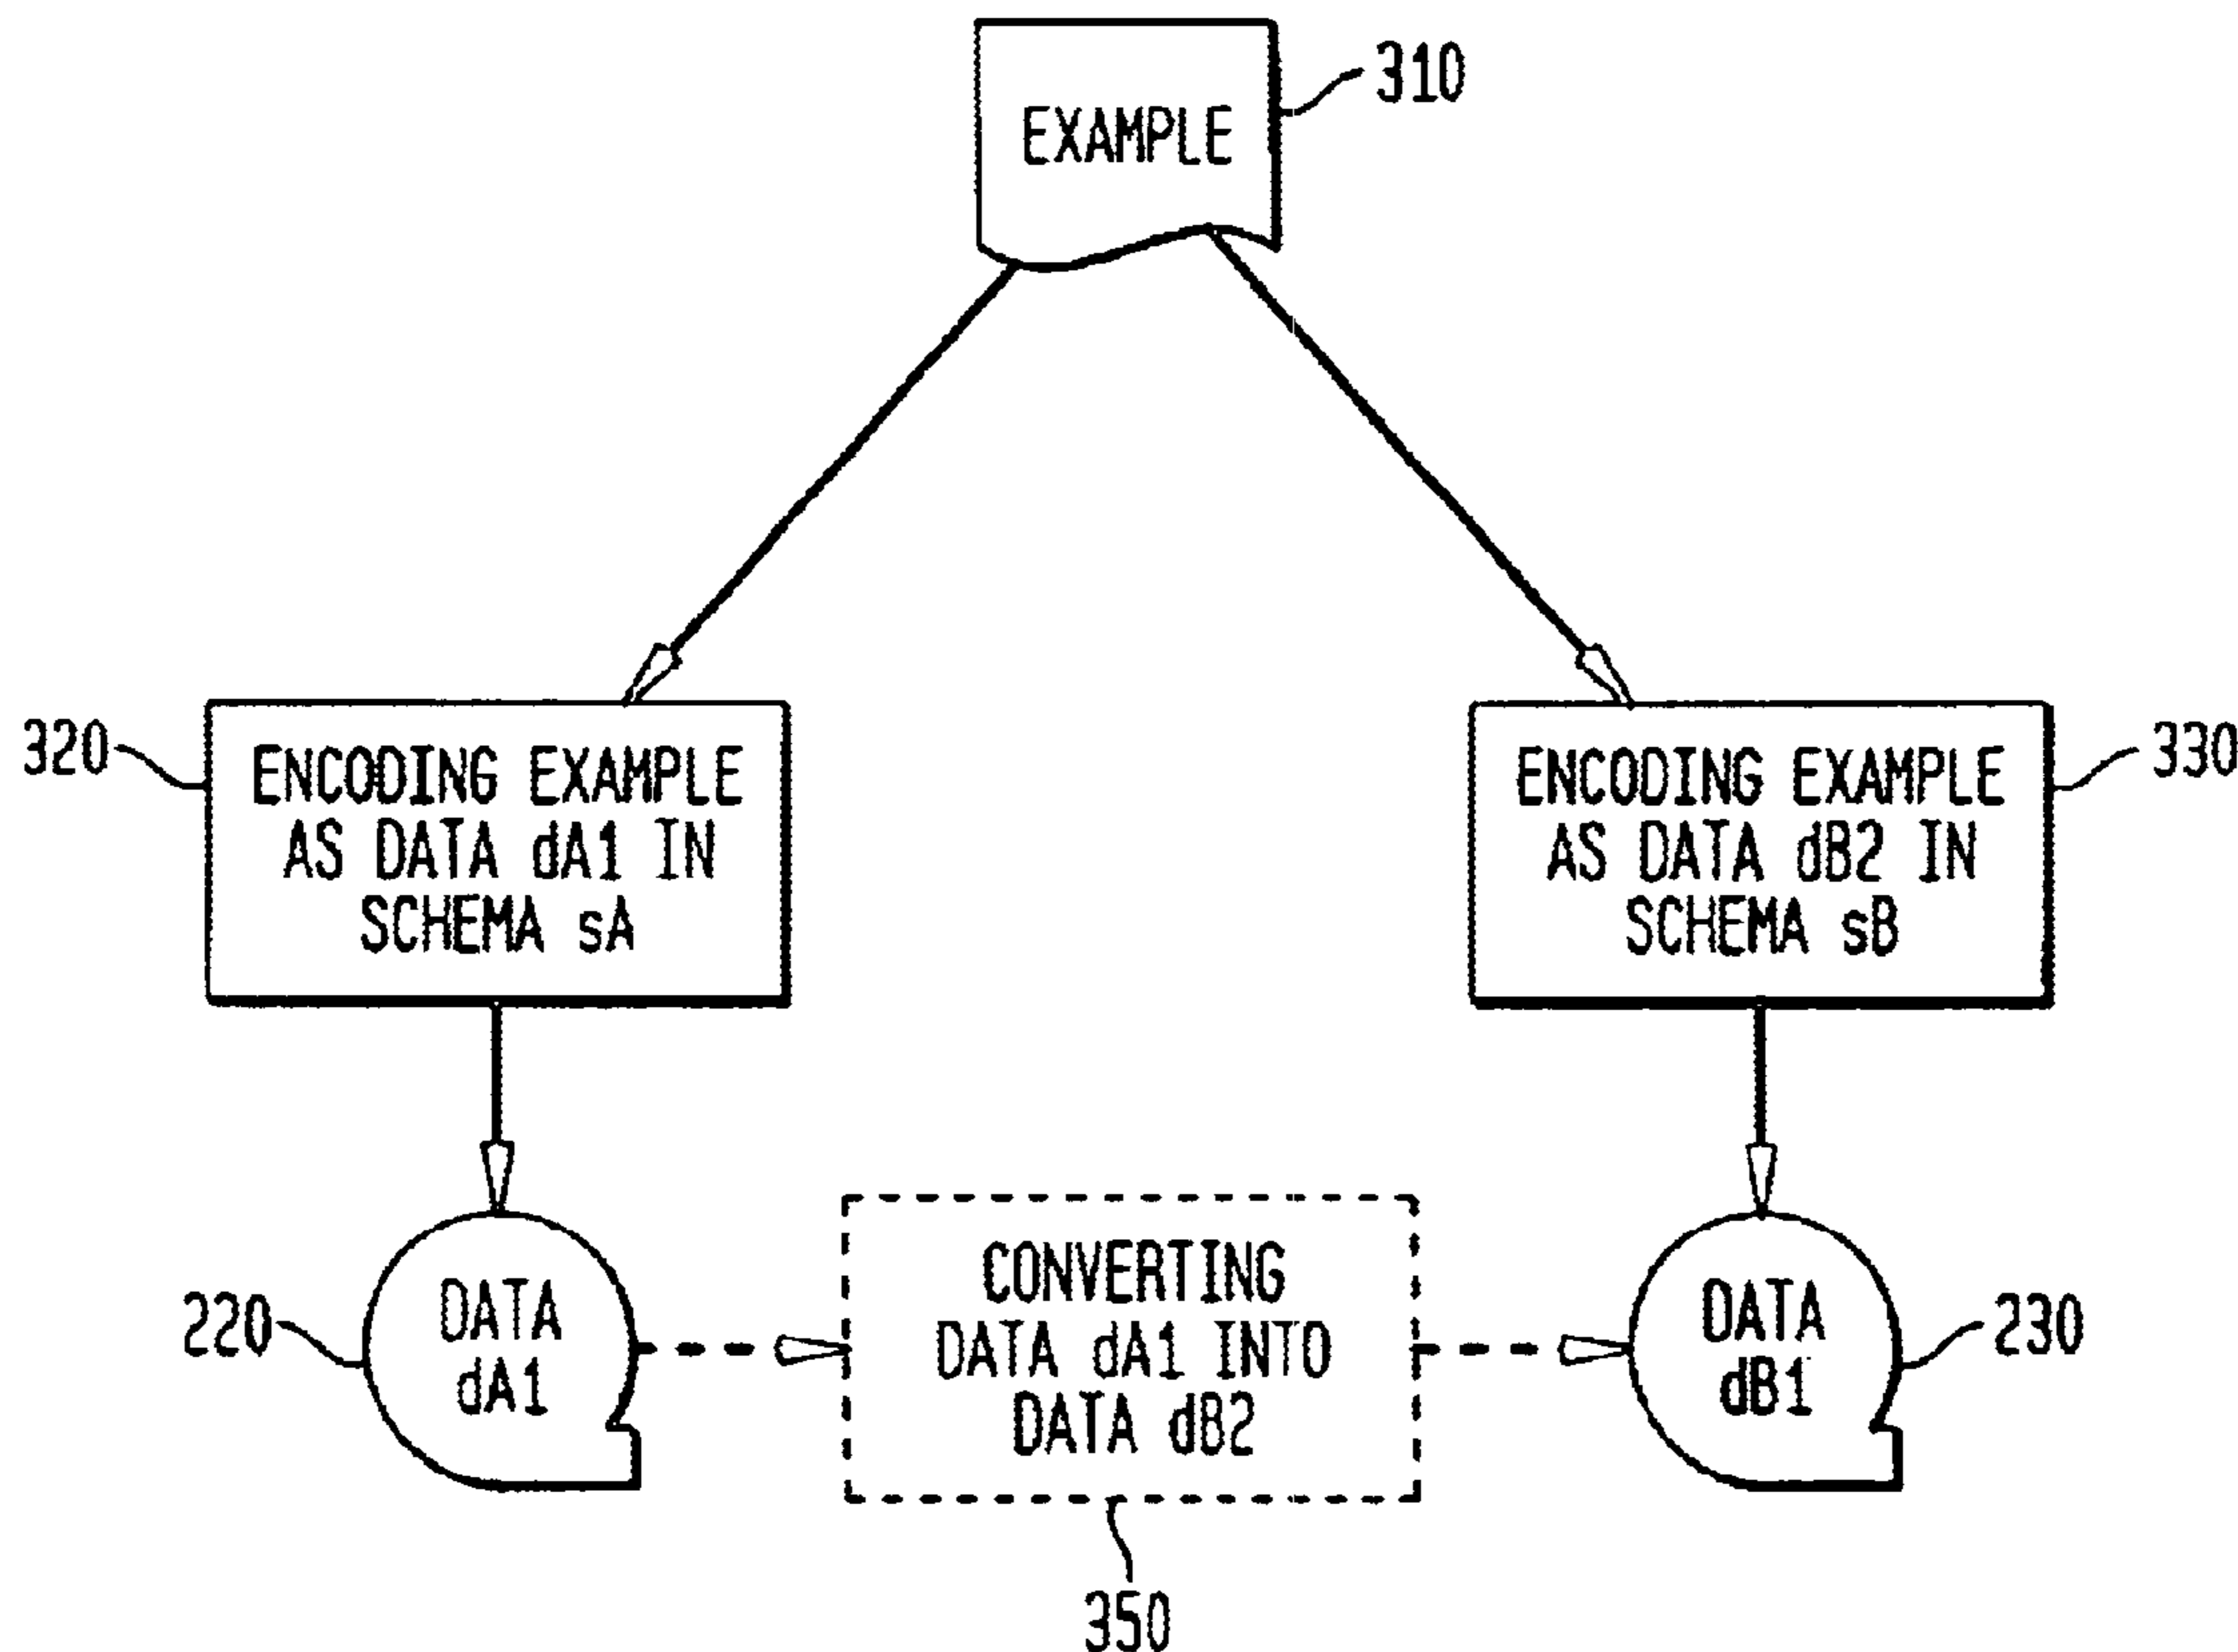 EXAMPLE
310
320
ENCODING EXAMPLE
AS DATA dA1 IN
SCHEMA sA
ENCODING EXAMPLE
AS DATA dB2 IN
SCHEMA sB
330
220
DATA
dA1
CONVERTING
DATA dA1 INTO
DATA dB2
350
DATA
dB1
230